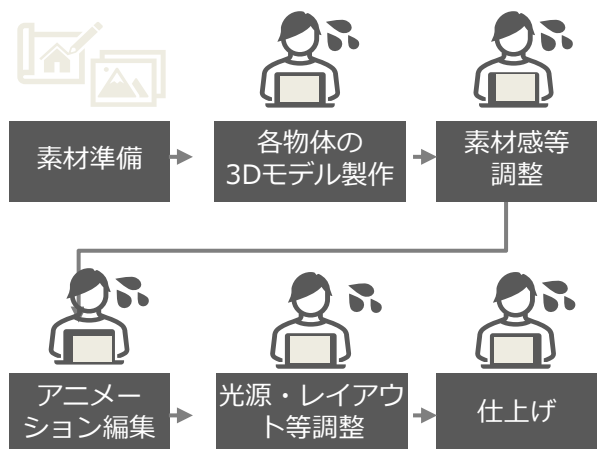 素材準備
各物体の
3Dモデル製作
素材感等
調整
アニメー
ション編集
光源・レイアウ
ト等調整
仕上げ